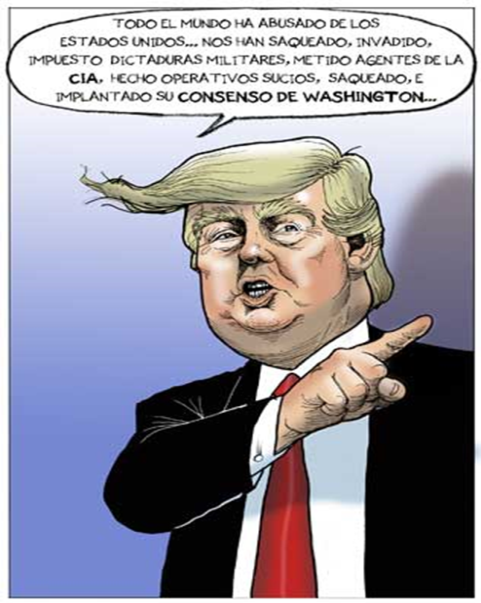 TODO EL MUNDO HA ABUSADO DE LOS
ESTADOS UNIDOS... NOS HAN SAQUEADO, INVADIDO,
IMPUESTO DICTADURAS MILITARES, METIDO AGENTES DE LA
CIA, HECHO OPERATIVOS SUCIOS, SAQUEADO, E
IMPLANTADO SU CONSENSO DE WASHINGTON...